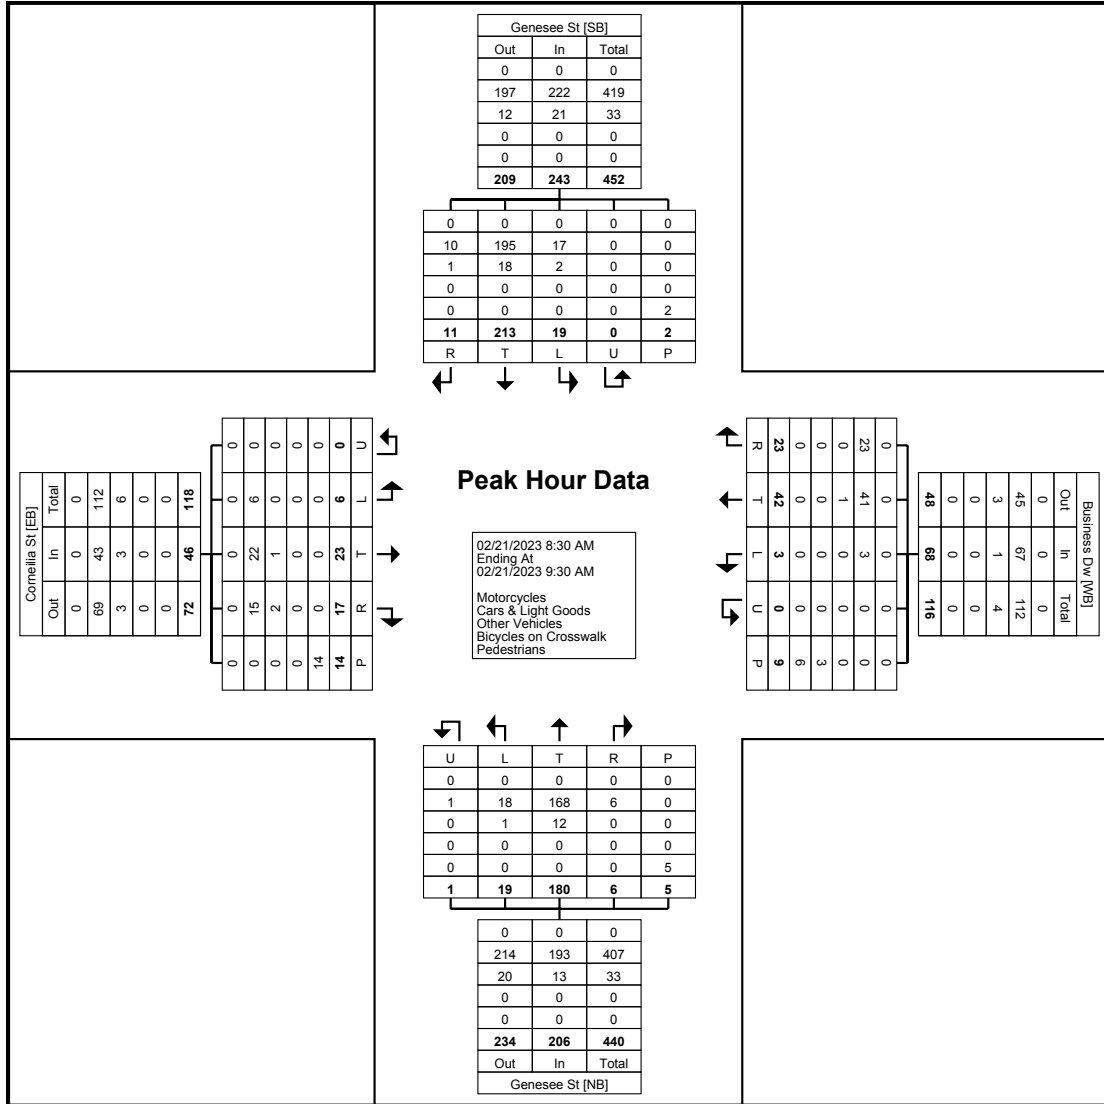 Genesee St [SB]
Out In Total
0 0 0
197 222 419
12 21 33
0 0 0
0 0 0
209 243 452
0 0 0 0 0
10 195 17 0 0
1 18 2 0 0
0 0 0 0 0
0 0 0 0 2
11 213 19 0 2
R T L U P
Corneilia St [EB]
Out In Total
0 0 0
69 43 112
3 3 6
0 0 0
0 0 0
72 46 118
0 0 0 0 0
0 15 22 6 0
0 2 1 0 0
0 0 0 0 0
14 0 0 0 0
14 17 23 6 0
P R T L U
Peak Hour Data
02/21/2023 8:30 AM
Ending At
02/21/2023 9:30 AM
Motorcycles
Cars & Light Goods
Other Vehicles
Bicycles on Crosswalk
Pedestrians
Business Dw [WB]
Out In Total
0 0 0
45 67 112
3 1 4
0 0 0
0 0 0
48 68 116
0 0 0 0 0
23 41 3 0 0
0 1 0 0 0
0 0 0 0 3
0 0 0 0 6
23 42 3 0 9
R T L U P
U L T R P
0 0 0 0 0
1 18 168 6 0
0 1 12 0 0
0 0 0 0 0
0 0 0 0 5
1 19 180 6 5
0 0 0
214 193 407
20 13 33
0 0 0
0 0 0
234 206 440
Out In Total
Genesee St [NB]